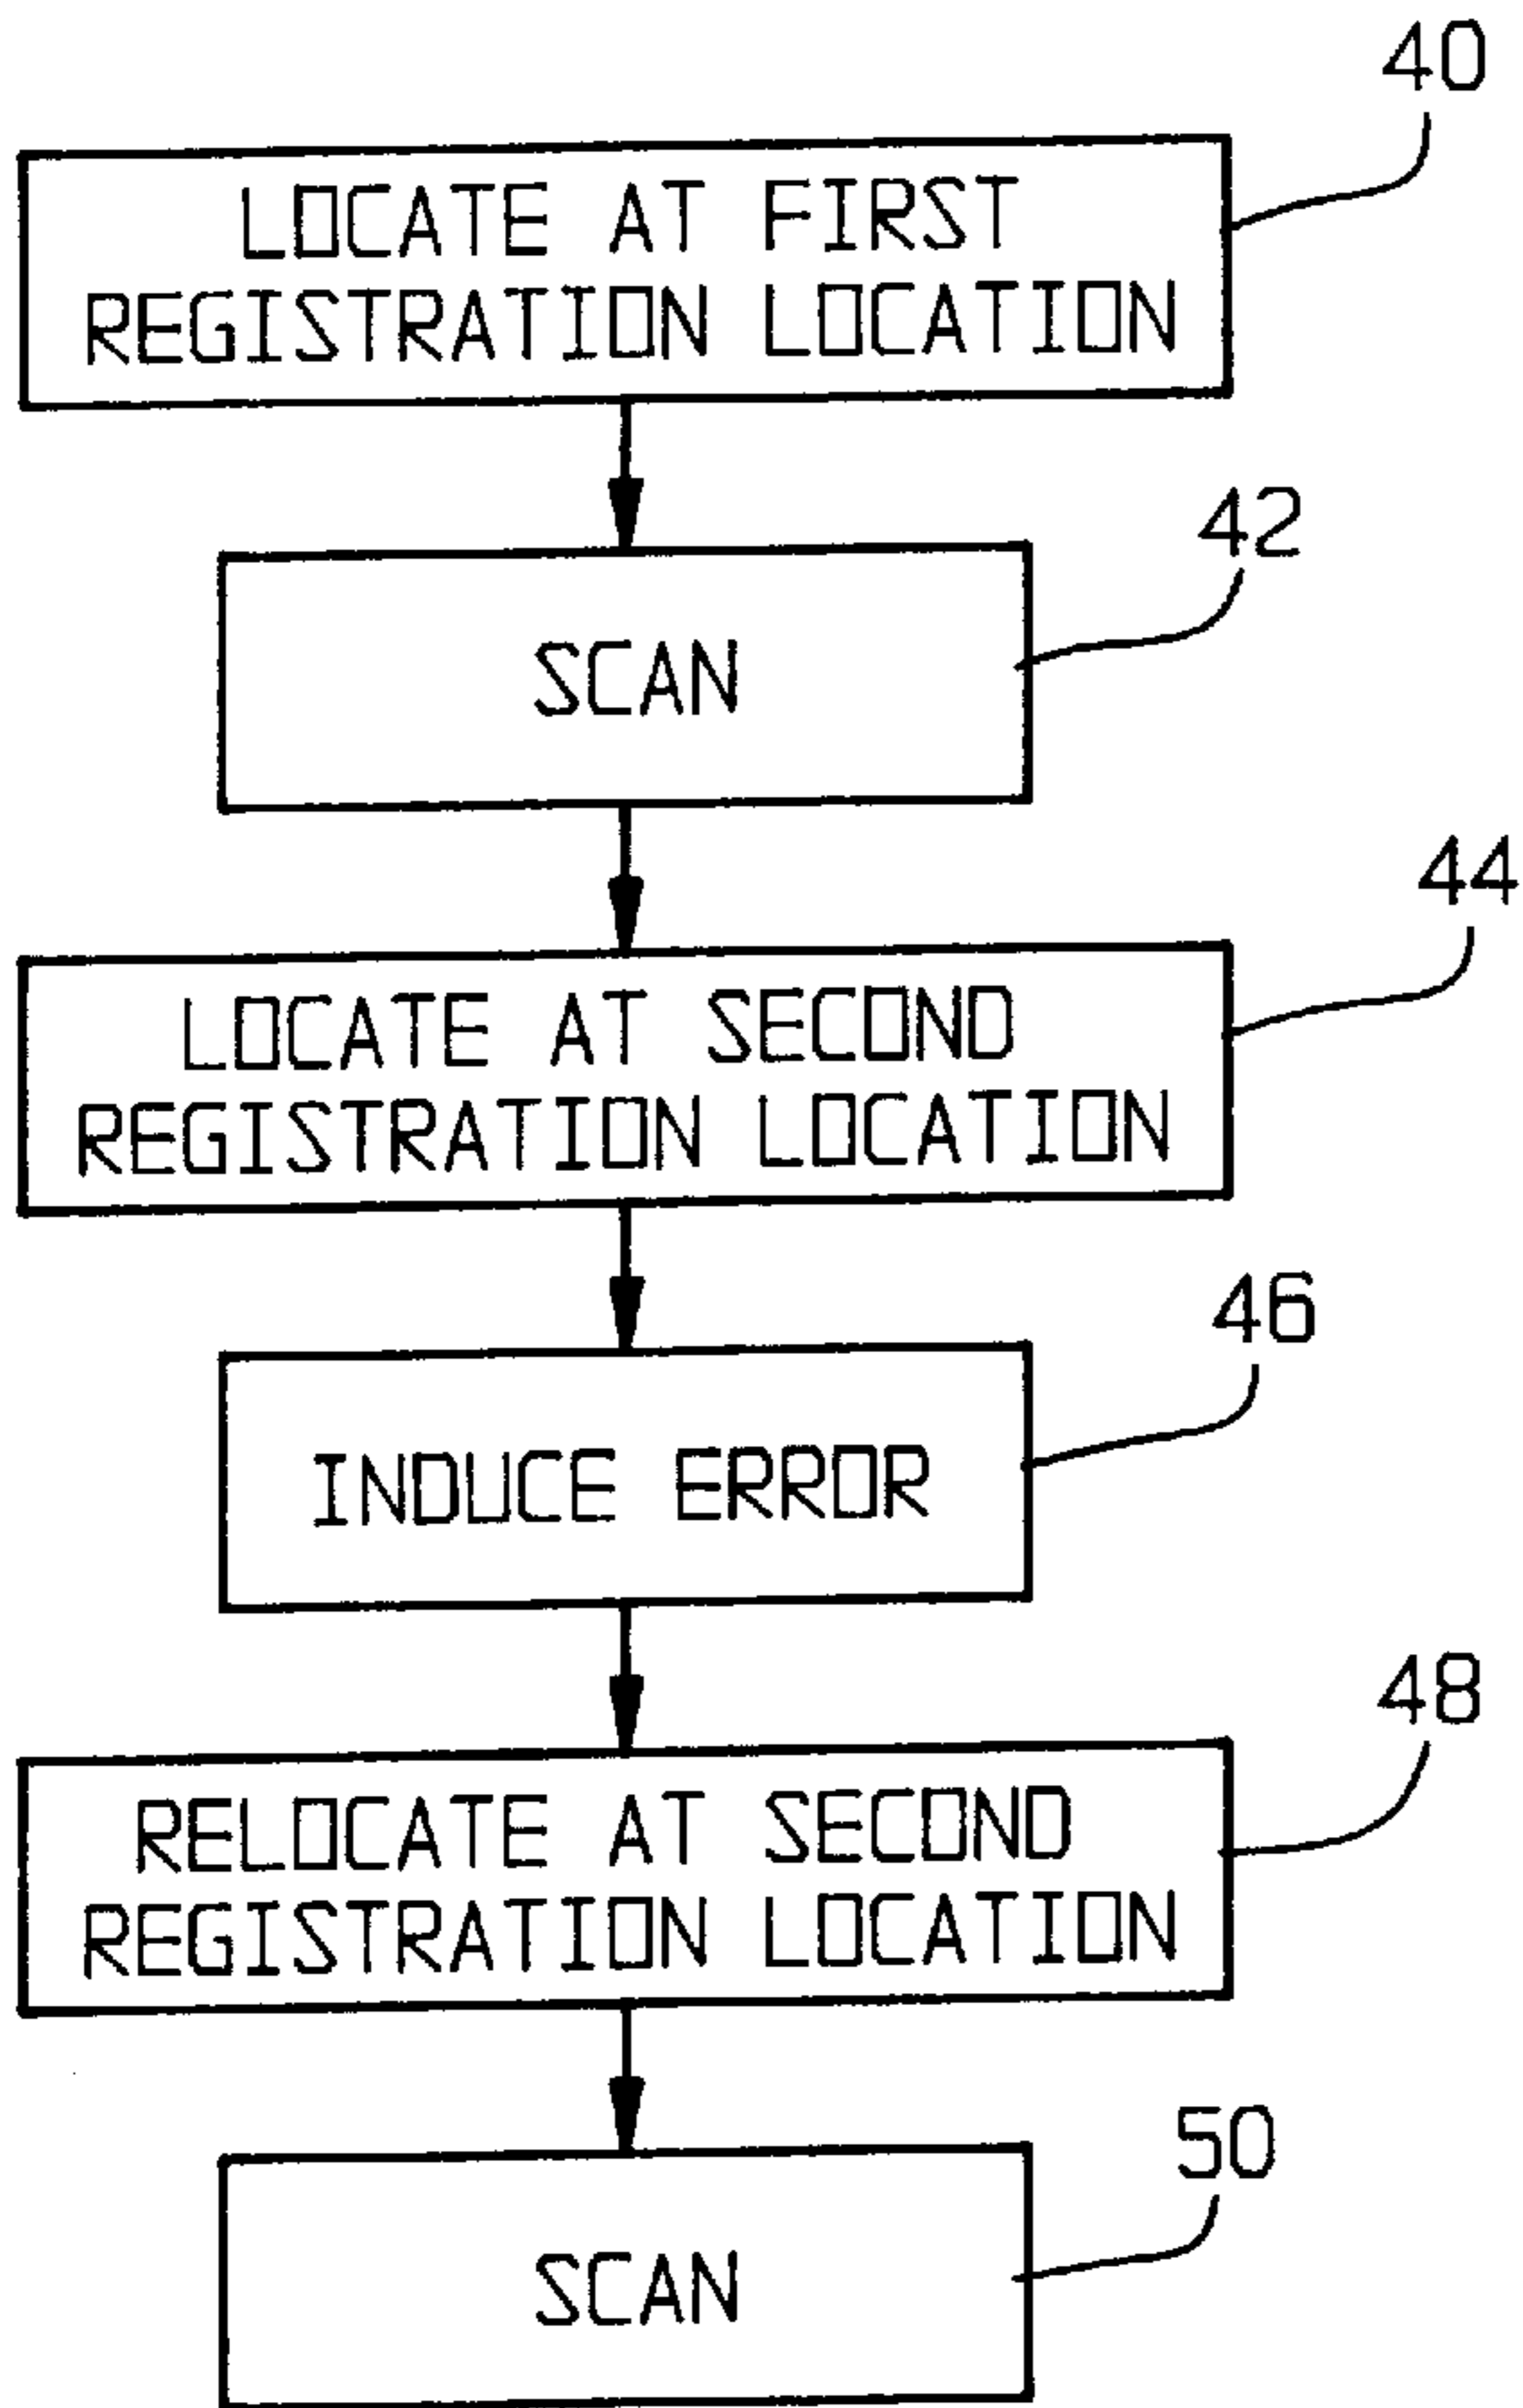 40
LOCATE AT FIRST
REGISTRATION LOCATION
42
SCAN
44
LOCATE AT SECOND
REGISTRATION LOCATION
46
INDUCE ERROR
48
RELOCATE AT SECOND
REGISTRATION LOCATION
50
SCAN